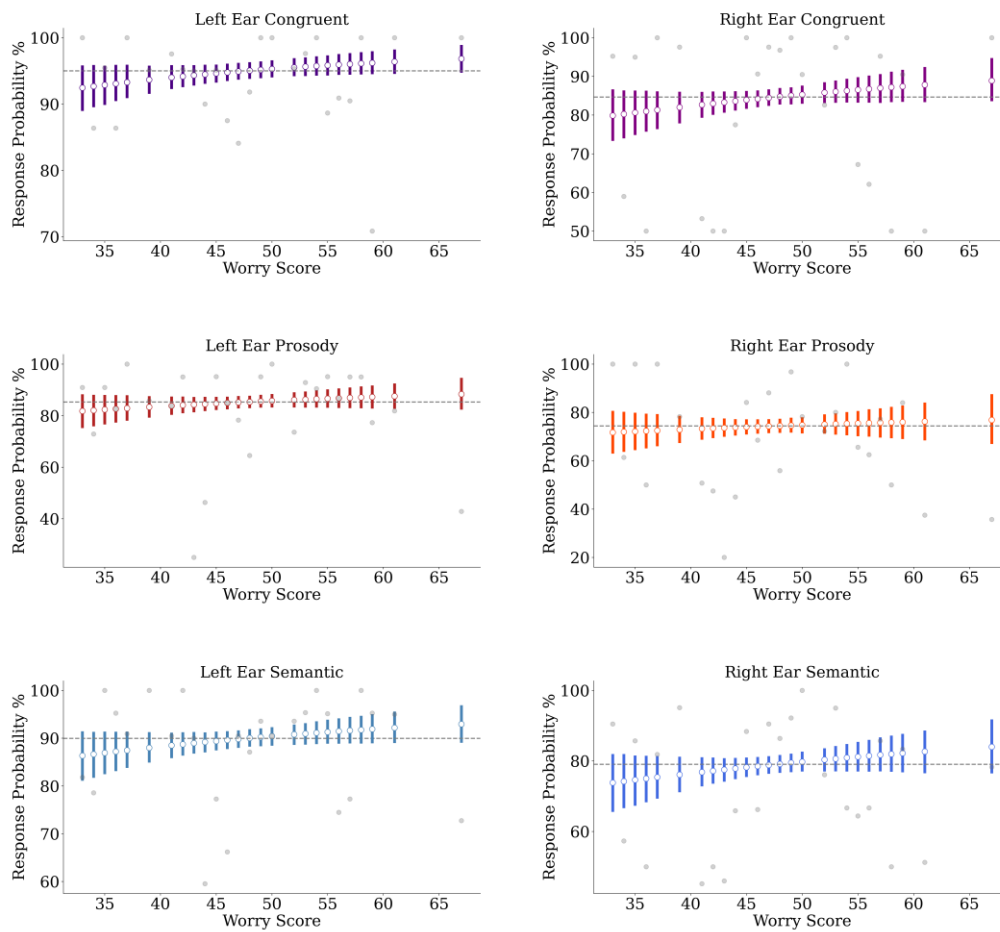 Left Ear Congruent
Response Probability %
100
90
80
70
35 40 45 50 55 60 65
Worry Score
Right Ear Congruent
Response Probability %
100
90
80
70
60
50
35 40 45 50 55 60 65
Worry Score
Left Ear Prosody
Response Probability %
100
80
60
40
35 40 45 50 55 60 65
Worry Score
Right Ear Prosody
Response Probability %
100
80
60
40
20
35 40 45 50 55 60 65
Worry Score
Left Ear Semantic
Response Probability %
100
90
80
70
60
35 40 45 50 55 60 65
Worry Score
Right Ear Semantic
Response Probability %
100
80
60
35 40 45 50 55 60 65
Worry Score